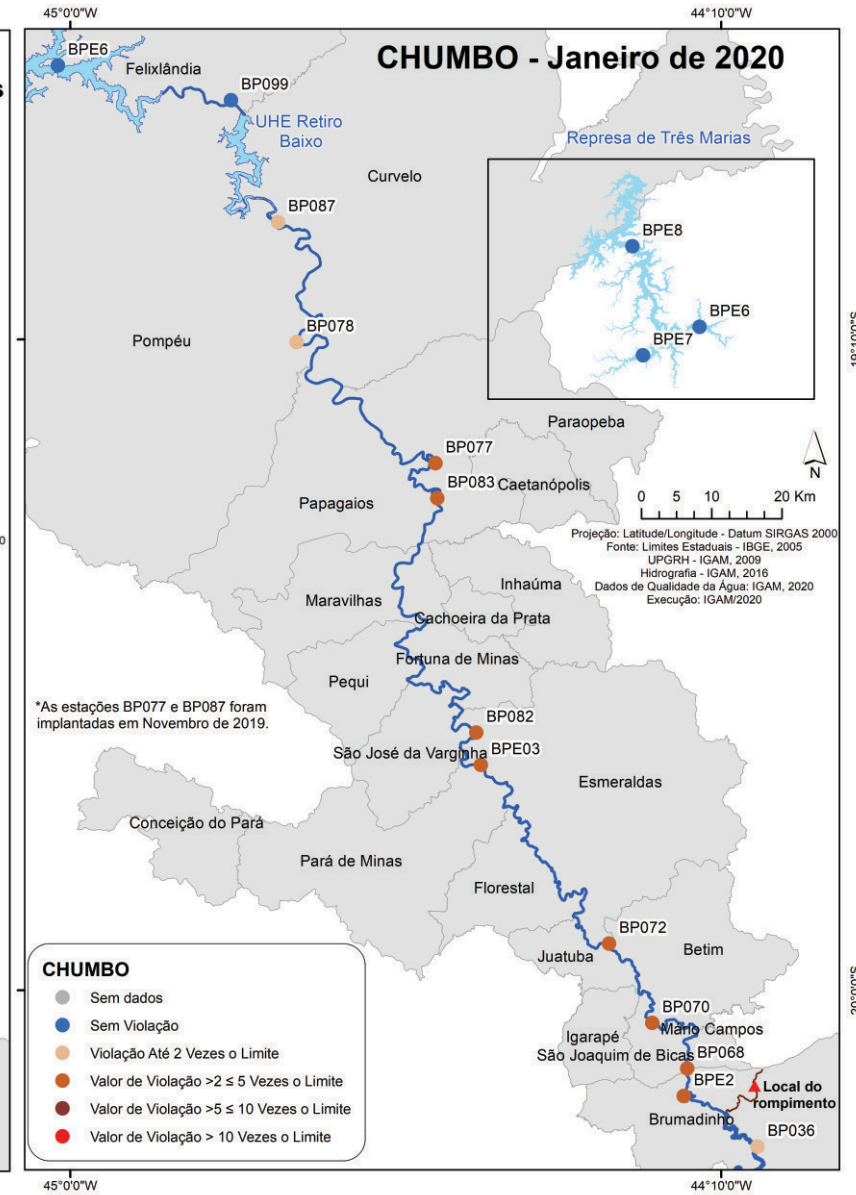 45°0'0"W
44°10'0"W
CHUMBO - Janeiro de 2020
BPE6
Felixlândia
BP099
UHE Retiro
Baixo
Represa de Três Marias
Curvelo
BP087
BPE8
BPE6
BPE7
BP078
Pompéu
Paraopeba
BP077
BP083
Caetanópolis
Papagaios
N
0 5 10 20 Km
Projeção: Latitude/Longitude - Datum SIRGAS 2000
Fonte: Limites Estaduais - IBGE, 2005
UPGRH - IGAM, 2009
Hidrografia - IGAM, 2016
Dados de Qualidade da Água: IGAM, 2020
Execução: IGAM/2020
Inhaúma
Maravilhas
Cachoeira da Prata
Fortuna de Minas
Pequi
*As estações BP077 e BP087 foram
implantadas em Novembro de 2019.
BP082
São José da Varginha
BPE03
Esmeraldas
Conceição do Pará
Pará de Minas
Florestal
BP072
Juatuba
Betim
BP070
Mário Campos
Igarapé
São Joaquim de Bicas
BP068
BPE2
Local do
rompimento
Brumadinho
BP036
CHUMBO
Sem dados
Sem Violação
Violação Até 2 Vezes o Limite
Valor de Violação >2 ≤ 5 Vezes o Limite
Valor de Violação >5 ≤ 10 Vezes o Limite
Valor de Violação > 10 Vezes o Limite
45°0'0"W
44°10'0"W